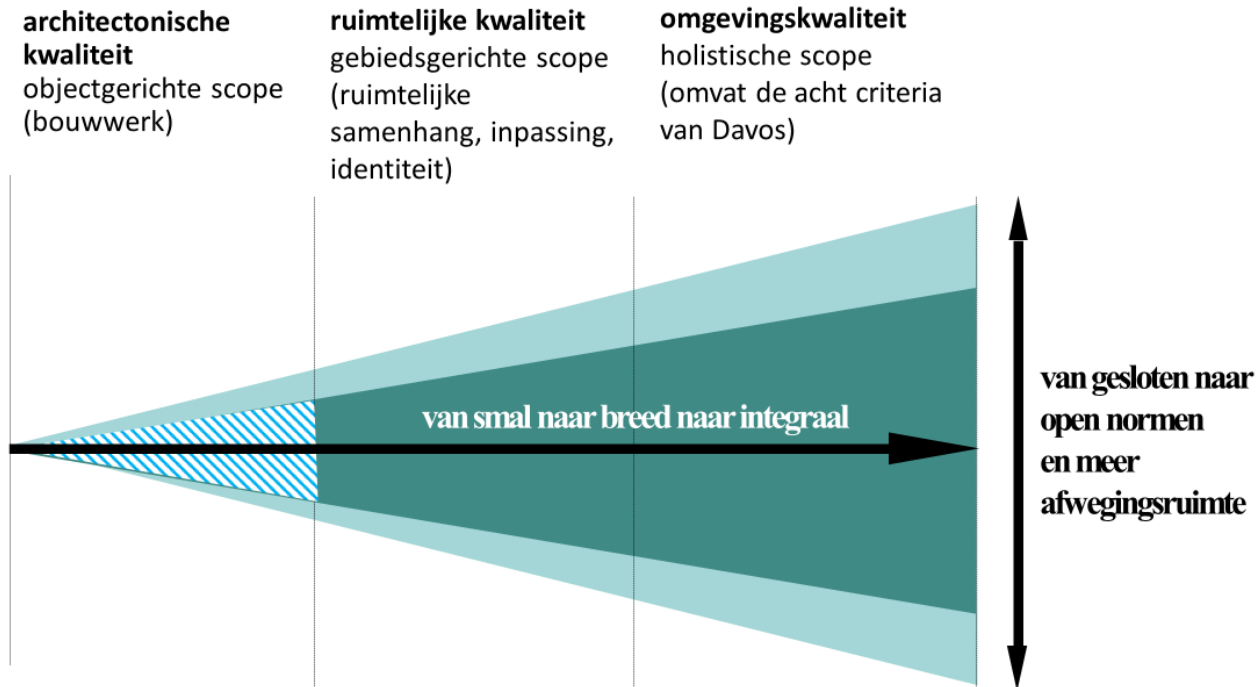 architectonische
kwaliteit
objectgerichte scope
(bouwwerk)
ruimtelijke kwaliteit
gebiedsgerichte scope
(ruimtelijke
samenhang, inpassing,
identiteit)
omgevingskwaliteit
holistische scope
(omvat de acht criteria
van Davos)
van smal naar breed naar integraal
van gesloten naar
open normen
en meer
afwegingsruimte